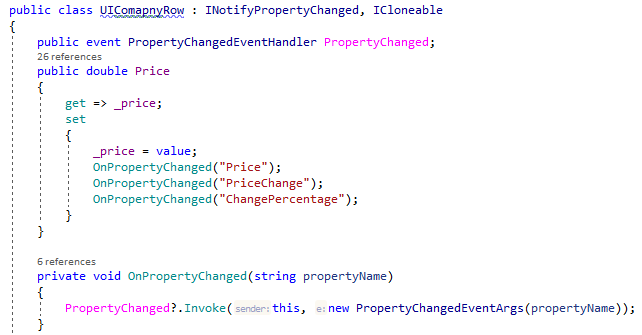 public class UIComapnyRow : INotifyPropertyChanged, ICloneable
{
public event PropertyChangedEventHandler PropertyChanged;
26 references
public double Price
{
get => _price;
set
{
_price = value;
OnPropertyChanged("Price");
OnPropertyChanged("PriceChange");
OnPropertyChanged("ChangePercentage");
}
}
6 references
private void OnPropertyChanged(string propertyName)
{
PropertyChanged?.Invoke(sender:this, e:new PropertyChangedEventArgs(propertyName));
}